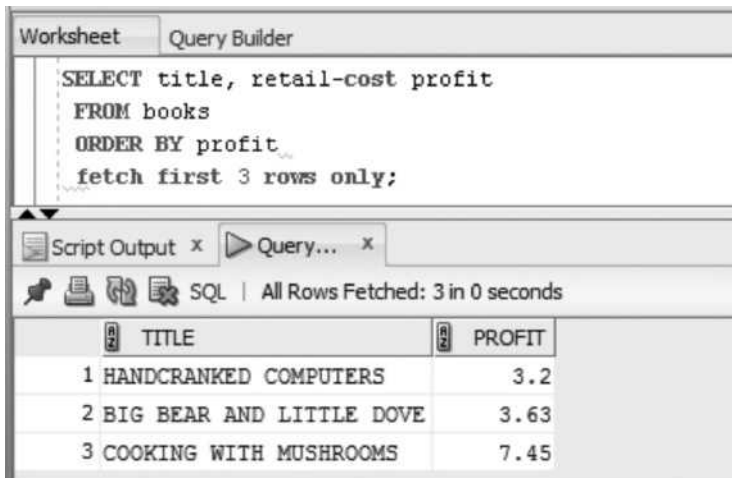 Worksheet Query Builder
SELECT title, retail-cost profit
FROM books
ORDER BY profit
fetch first 3 rows only;
Script Output x Query... x
SQL | All Rows Fetched: 3 in 0 seconds
TITLE PROFIT
1 HANDCRANKED COMPUTERS 3.2
2 BIG BEAR AND LITTLE DOVE 3.63
3 COOKING WITH MUSHROOMS 7.45